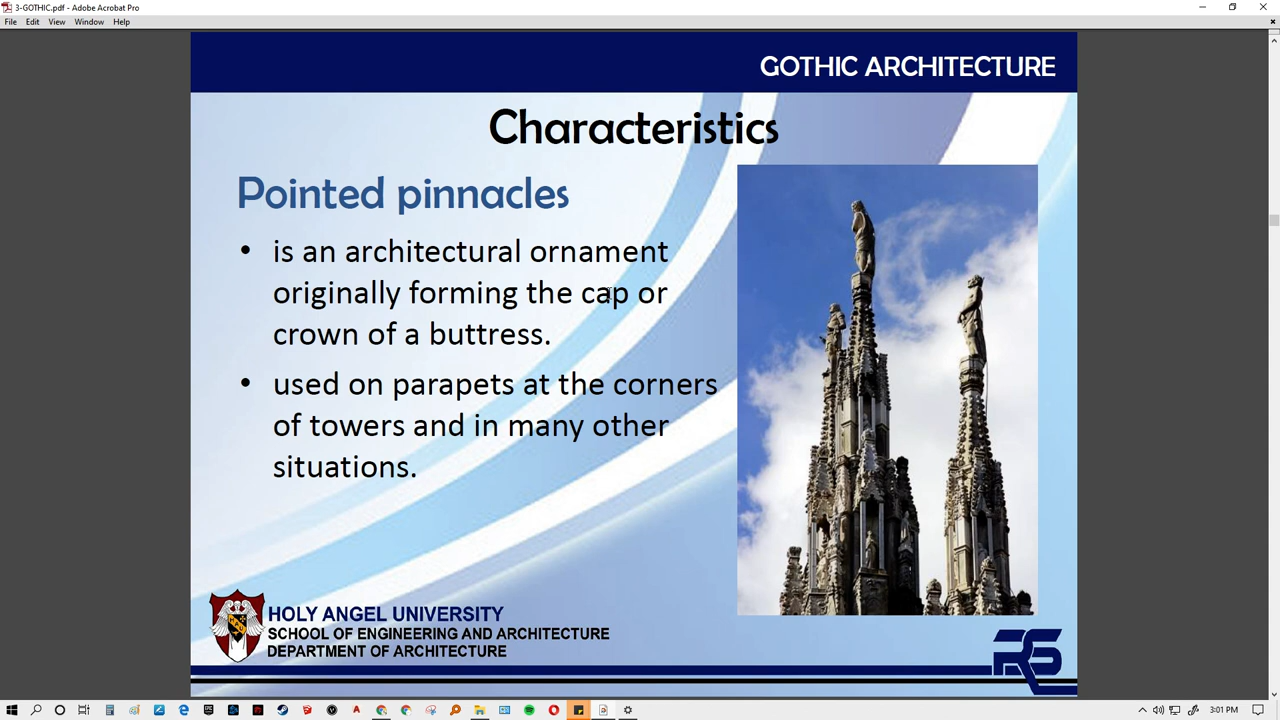 3-GOTHIC.pdf - Adobe Acrobat Pro
File Edit View Window Help
GOTHIC ARCHITECTURE
Characteristics
Pointed pinnacles
• is an architectural ornament
originally forming the cap or
crown of a buttress.
• used on parapets at the corners
of towers and in many other
situations.
HOLY ANGEL UNIVERSITY
SCHOOL OF ENGINEERING AND ARCHITECTURE
DEPARTMENT OF ARCHITECTURE
3:01 PM